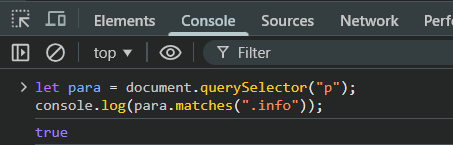 Elements Console Sources Network Perf
top Filter
let para = document.querySelector("p");
console.log(para.matches(".info"));
true